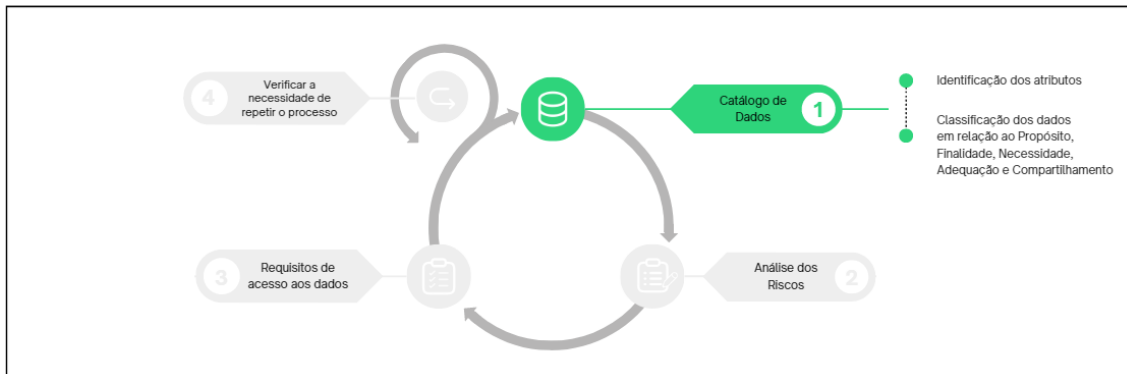 Catálogo de
Dados
1
Identificação dos atributos
Classificação dos dados
em relação ao Propósito,
Finalidade, Necessidade,
Adequação e Compartilhamento
Análise dos
Riscos
2
3
Requisitos de
acesso aos dados
4
Verificar a
necessidade de
repetir o processo